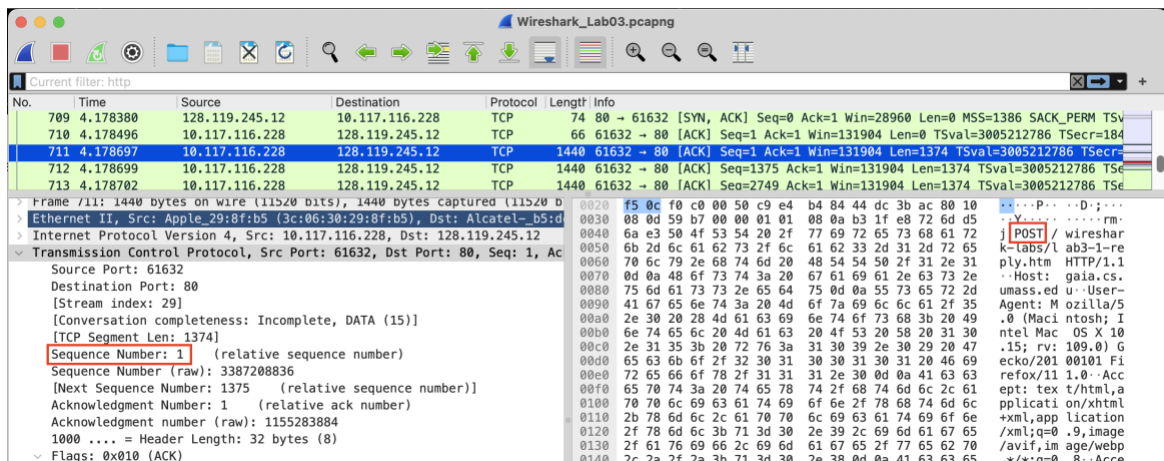 Wireshark_Lab03.pcapng
Current filter: http
No. Time Source Destination Protocol Length Info
709 4.178380 128.119.245.12 10.117.116.228 TCP 74 80 → 61632 [SYN, ACK] Seq=0 Ack=1 Win=28960 Len=0 MSS=1386 SACK_PERM TSv
710 4.178496 10.117.116.228 128.119.245.12 TCP 66 61632 → 80 [ACK] Seq=1 Ack=1 Win=131904 Len=0 TSval=3005212786 TSecr=184
711 4.178697 10.117.116.228 128.119.245.12 TCP 1440 61632 → 80 [ACK] Seq=1 Ack=1 Win=131904 Len=1374 TSval=3005212786 TSecr=
712 4.178699 10.117.116.228 128.119.245.12 TCP 1440 61632 → 80 [ACK] Seq=1375 Ack=1 Win=131904 Len=1374 TSval=3005212786 TSe
713 4.178702 10.117.116.228 128.119.245.12 TCP 1440 61632 → 80 [ACK] Seq=2749 Ack=1 Win=131904 Len=1374 TSval=3005212786 TSe
Frame 711: 1440 bytes on wire (11520 bits), 1440 bytes captured (11520 b
Ethernet II, Src: Apple_29:8f:b5 (3c:06:30:29:8f:b5), Dst: Alcatel-_b5:d
Internet Protocol Version 4, Src: 10.117.116.228, Dst: 128.119.245.12
Transmission Control Protocol, Src Port: 61632, Dst Port: 80, Seq: 1, Ac
Source Port: 61632
Destination Port: 80
[Stream index: 29]
[Conversation completeness: Incomplete, DATA (15)]
[TCP Segment Len: 1374]
Sequence Number: 1 (relative sequence number)
Sequence Number (raw): 3387208836
[Next Sequence Number: 1375 (relative sequence number)]
Acknowledgment Number: 1 (relative ack number)
Acknowledgment number (raw): 1155283884
1000 .... = Header Length: 32 bytes (8)
Flags: 0x010 (ACK)
0020 f5 0c f0 c0 00 50 c9 e4 b4 84 44 dc 3b ac 80 10 ·····P·· ··D·;···
0030 08 0d 59 b7 00 00 01 01 08 0a b3 1f e8 72 6d d5 ··Y····· ·····rm·
0040 6a e3 50 4f 53 54 20 2f 77 69 72 65 73 68 61 72 j·POST / wireshar
0050 6b 2d 6c 61 62 73 2f 6c 61 62 33 2d 31 2d 72 65 k-labs/l ab3-1-re
0060 70 6c 79 2e 68 74 6d 20 48 54 54 50 2f 31 2e 31 ply.htm HTTP/1.1
0070 0d 0a 48 6f 73 74 3a 20 67 61 69 61 2e 63 73 2e ··Host: gaia.cs.
0080 75 6d 61 73 73 2e 65 64 75 0d 0a 55 73 65 72 2d umass.ed u··User-
0090 41 67 65 6e 74 3a 20 4d 6f 7a 69 6c 6c 61 2f 35 Agent: M ozilla/5
00a0 2e 30 20 28 4d 61 63 69 6e 74 6f 73 68 3b 20 49 .0 (Maci ntosh; I
00b0 6e 74 65 6c 20 4d 61 63 20 4f 53 20 58 20 31 30 ntel Mac OS X 10
00c0 2e 31 35 3b 20 72 76 3a 31 30 39 2e 30 29 20 47 .15; rv: 109.0) G
00d0 65 63 6b 6f 2f 32 30 31 30 30 31 30 31 20 46 69 ecko/201 00101 Fi
00e0 72 65 66 6f 78 2f 31 31 31 2e 30 0d 0a 41 63 63 refox/11 1.0··Acc
00f0 65 70 74 3a 20 74 65 78 74 2f 68 74 6d 6c 2c 61 ept: tex t/html,a
0100 70 70 6c 69 63 61 74 69 6f 6e 2f 78 68 74 6d 6c pplicati on/xhtml
0110 2b 78 6d 6c 2c 61 70 70 6c 69 63 61 74 69 6f 6e +xml,app lication
0120 2f 78 6d 6c 3b 71 3d 30 2e 39 2c 69 6d 61 67 65 /xml;q=0 .9,image
0130 2f 61 76 69 66 2c 69 6d 61 67 65 2f 77 65 62 70 /avif,im age/webp
0140 2c 2a 2f 2a 3b 71 3d 30 2e 38 0d 0a 41 63 63 65 ,*/*;q=0 .8··Acce